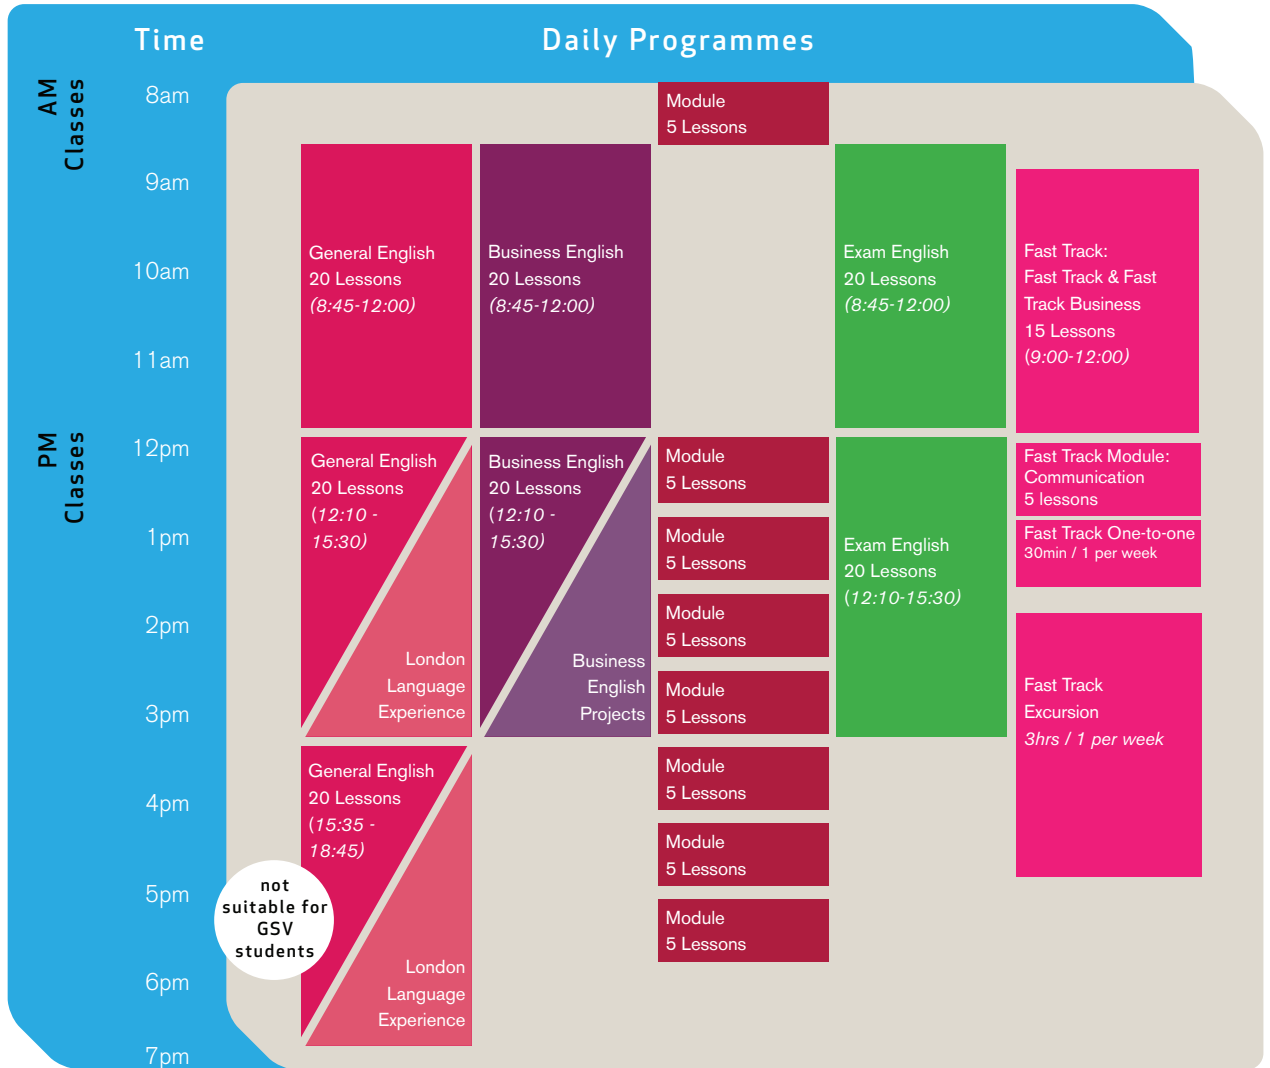 Time
Daily Programmes
AM
Classes
8am
9am
10am
11am
PM
Classes
12pm
1pm
2pm
3pm
4pm
5pm
6pm
7pm
General English
20 Lessons
(8:45-12:00)
General English
20 Lessons
(12:10 -
15:30)
London
Language
Experience
General English
20 Lessons
(15:35 -
18:45)
not
suitable for
GSV
students
London
Language
Experience
Business English
20 Lessons
(8:45-12:00)
Business English
20 Lessons
(12:10 -
15:30)
Business
English
Projects
Module
5 Lessons
Module
5 Lessons
Module
5 Lessons
Module
5 Lessons
Module
5 Lessons
Module
5 Lessons
Module
5 Lessons
Module
5 Lessons
Exam English
20 Lessons
(8:45-12:00)
Exam English
20 Lessons
(12:10-15:30)
Fast Track:
Fast Track & Fast
Track Business
15 Lessons
(9:00-12:00)
Fast Track Module:
Communication
5 lessons
Fast Track One-to-one
30min / 1 per week
Fast Track
Excursion
3hrs / 1 per week